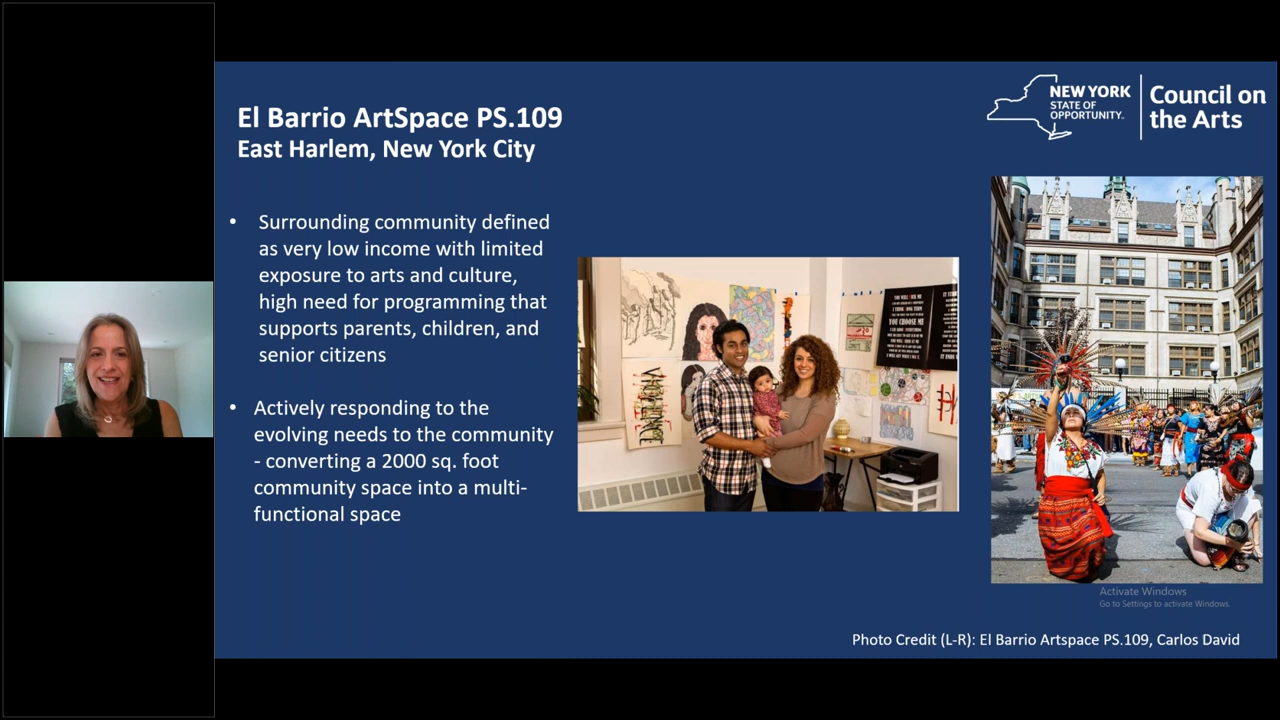 El Barrio ArtSpace PS.109
East Harlem, New York City
NEW YORK
STATE OF
OPPORTUNITY™
Council on
the Arts
• Surrounding community defined
as very low income with limited
exposure to arts and culture,
high need for programming that
supports parents, children, and
senior citizens
• Actively responding to the
evolving needs to the community
- converting a 2000 sq. foot
community space into a multi-
functional space
YOU CHOOSE ME
Activate Windows
Go to Settings to activate Windows.
Photo Credit (L-R): El Barrio Artspace PS.109, Carlos David